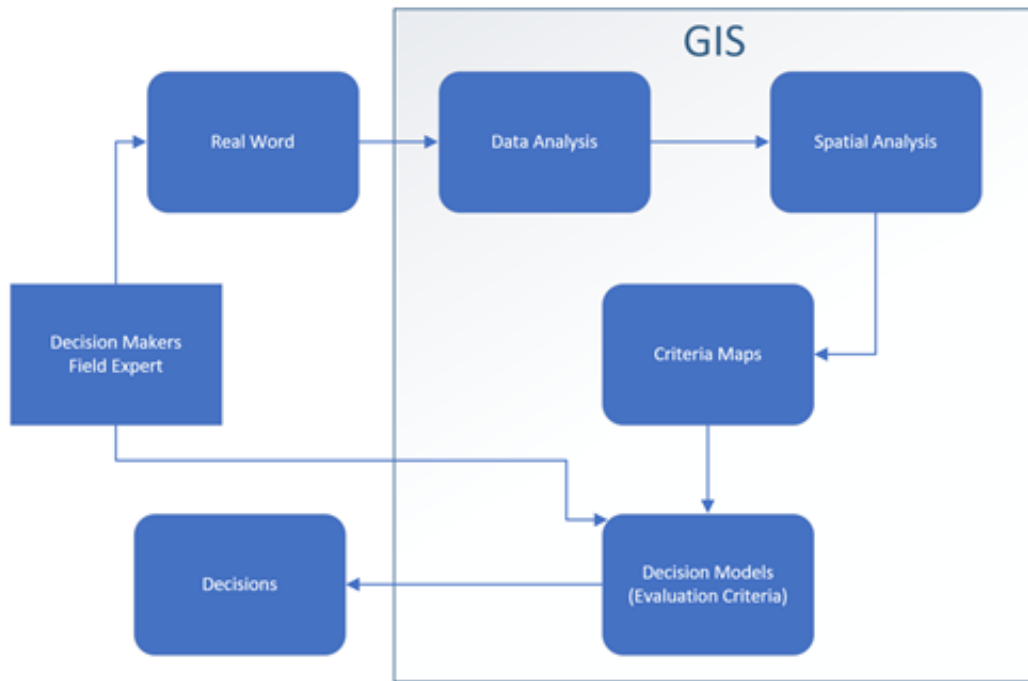 GIS
Real Word
Data Analysis
Spatial Analysis
Decision Makers
Field Expert
Criteria Maps
Decisions
Decision Models
(Evaluation Criteria)